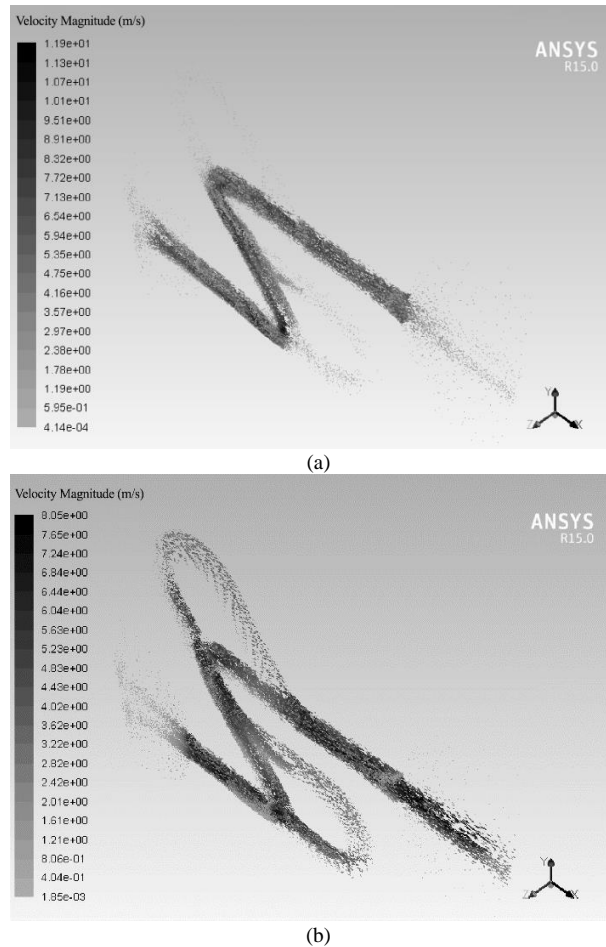 Velocity Magnitude (m/s)
1.19e+01
1.13e+01
1.07e+01
1.01e+01
9.51e+00
8.91e+00
8.32e+00
7.72e+00
7.13e+00
6.54e+00
5.94e+00
5.35e+00
4.75e+00
4.16e+00
3.57e+00
2.97e+00
2.38e+00
1.78e+00
1.19e+00
5.95e-01
4.14e-04
ANSYS
R15.0
Y
Z
X
(a)
Velocity Magnitude (m/s)
8.05e+00
7.65e+00
7.24e+00
6.84e+00
6.44e+00
6.04e+00
5.63e+00
5.23e+00
4.83e+00
4.43e+00
4.02e+00
3.62e+00
3.22e+00
2.82e+00
2.42e+00
2.01e+00
1.61e+00
1.21e+00
8.06e-01
4.04e-01
1.85e-03
ANSYS
R15.0
Y
Z
X
(b)